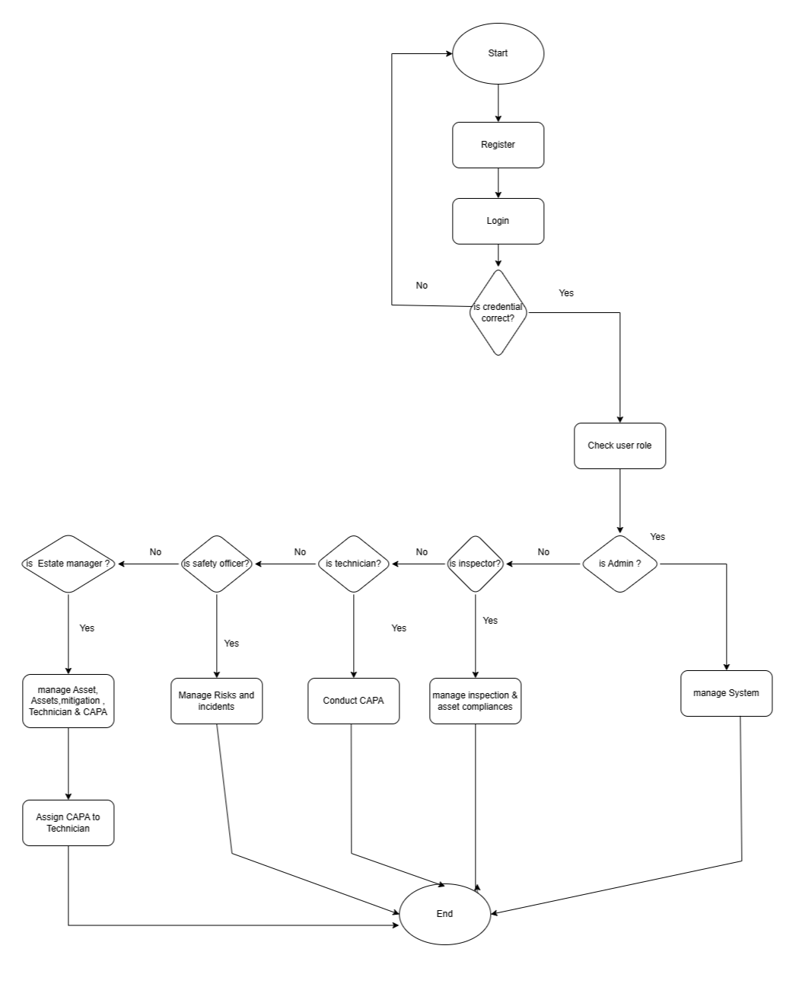 Start
Register
Login
No
Yes
is credential
correct?
Check user role
Yes
is Estate manager ?
No
is safety officer?
No
is technician?
No
is inspector?
No
is Admin ?
Yes
Yes
Yes
Yes
manage Asset,
Assets,mitigation ,
Technician & CAPA
Manage Risks and
incidents
Conduct CAPA
manage inspection &
asset compliances
manage System
Assign CAPA to
Technician
End